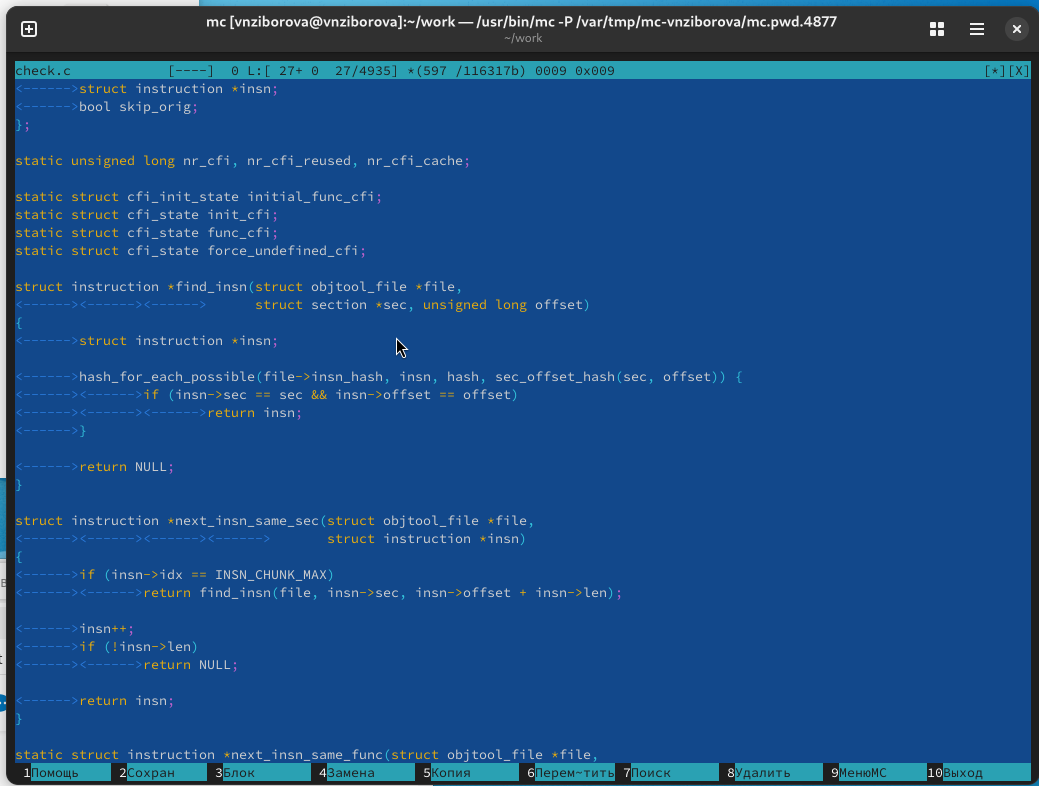 mc [vnziborova@vnziborova]:~/work — /usr/bin/mc -P /var/tmp/mc-vnziborova/mc.pwd.4877
~/work
check.c            [----]  0 L:[ 27+ 0  27/4935] *(597 /116317b) 0009 0x009                                              [*][X]
<------>struct instruction *insn;
<------>bool skip_orig;
};
static unsigned long nr_cfi, nr_cfi_reused, nr_cfi_cache;
static struct cfi_init_state initial_func_cfi;
static struct cfi_state init_cfi;
static struct cfi_state func_cfi;
static struct cfi_state force_undefined_cfi;
struct instruction *find_insn(struct objtool_file *file,
<------><------><------>      struct section *sec, unsigned long offset)
{
<------>struct instruction *insn;
<------>hash_for_each_possible(file->insn_hash, insn, hash, sec_offset_hash(sec, offset)) {
<------><------>if (insn->sec == sec && insn->offset == offset)
<------><------><------>return insn;
<------>}
<------>return NULL;
}
struct instruction *next_insn_same_sec(struct objtool_file *file,
<------><------><------><------>       struct instruction *insn)
{
<------>if (insn->idx == INSN_CHUNK_MAX)
<------><------>return find_insn(file, insn->sec, insn->offset + insn->len);
<------>insn++;
<------>if (!insn->len)
<------><------>return NULL;
<------>return insn;
}
static struct instruction *next_insn_same_func(struct objtool_file *file,
1Помощь 2Сохран 3Блок 4Замена 5Копия 6Перем~тить 7Поиск 8Удалить 9МенюMC 10Выход